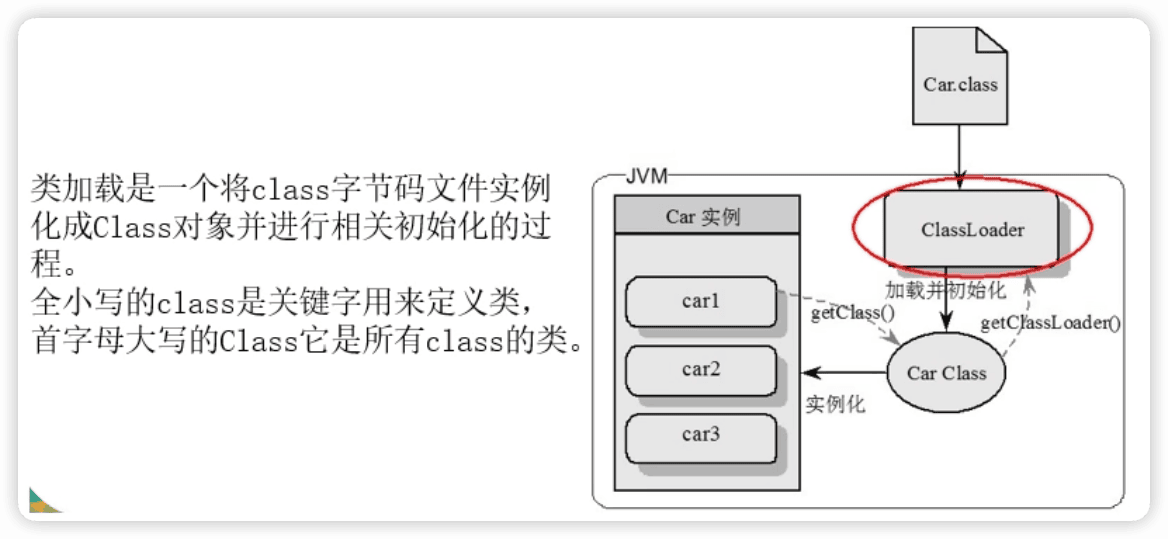 类加载是一个将class字节码文件实例
化成Class对象并进行相关初始化的过
程。
全小写的class是关键字用来定义类，
首字母大写的Class它是所有class的类。
Car.class
JVM
Car 实例
ClassLoader
car1
加载并初始化
getClass()
getClassLoader()
car2
Car Class
实例化
car3